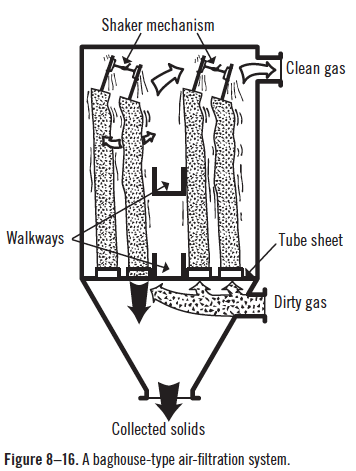 Shaker mechanism
Clean gas
Walkways
Tube sheet
Dirty gas
Collected solids
Figure 8–16. A baghouse-type air-filtration system.